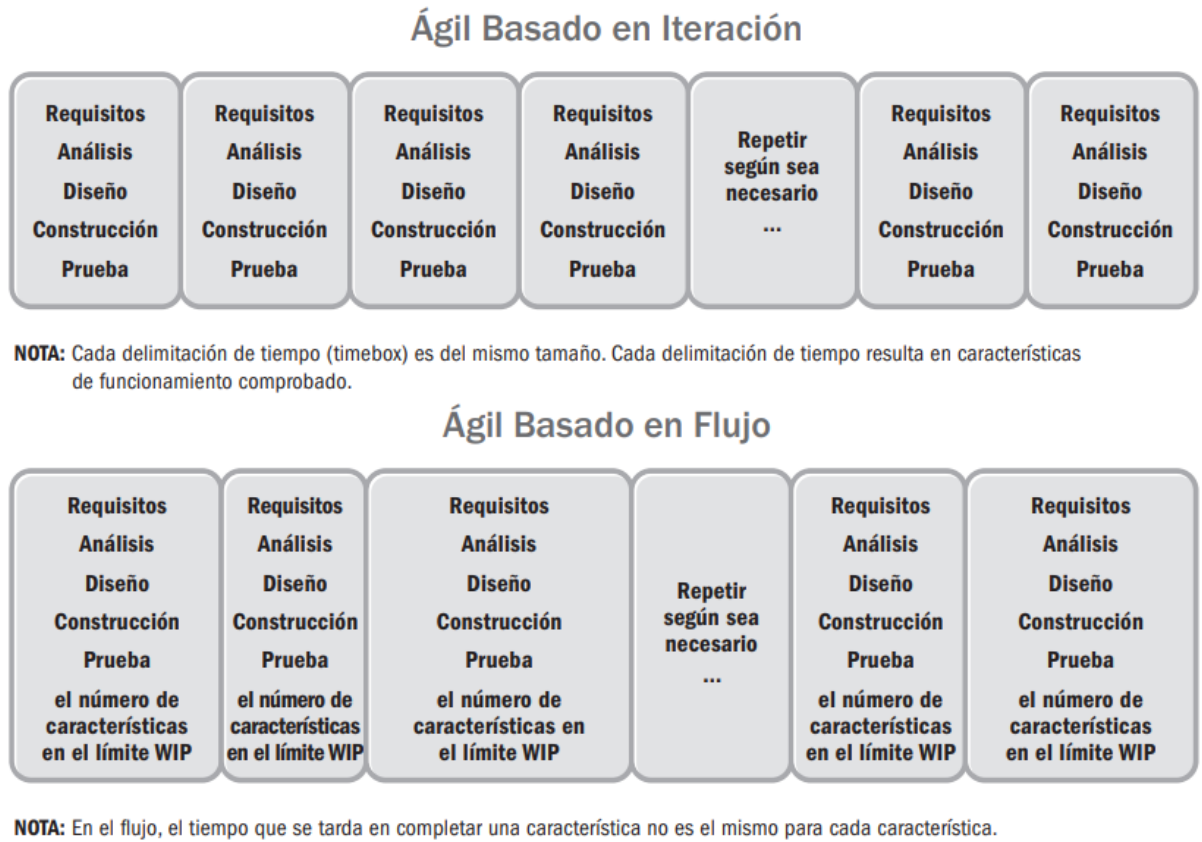 Ágil Basado en Iteración
Requisitos
Análisis
Diseño
Construcción
Prueba
Requisitos
Análisis
Diseño
Construcción
Prueba
Requisitos
Análisis
Diseño
Construcción
Prueba
Requisitos
Análisis
Diseño
Construcción
Prueba
Repetir
según sea
necesario
...
Requisitos
Análisis
Diseño
Construcción
Prueba
Requisitos
Análisis
Diseño
Construcción
Prueba
NOTA: Cada delimitación de tiempo (timebox) es del mismo tamaño. Cada delimitación de tiempo resulta en características
de funcionamiento comprobado.
Ágil Basado en Flujo
Requisitos
Análisis
Diseño
Construcción
Prueba
el número de
características
en el límite WIP
Requisitos
Análisis
Diseño
Construcción
Prueba
el número de
características
en el límite WIP
Requisitos
Análisis
Diseño
Construcción
Prueba
el número de
características en
el límite WIP
Repetir
según sea
necesario
...
Requisitos
Análisis
Diseño
Construcción
Prueba
el número de
características
en el límite WIP
Requisitos
Análisis
Diseño
Construcción
Prueba
el número de
características
en el límite WIP
NOTA: En el flujo, el tiempo que se tarda en completar una característica no es el mismo para cada característica.